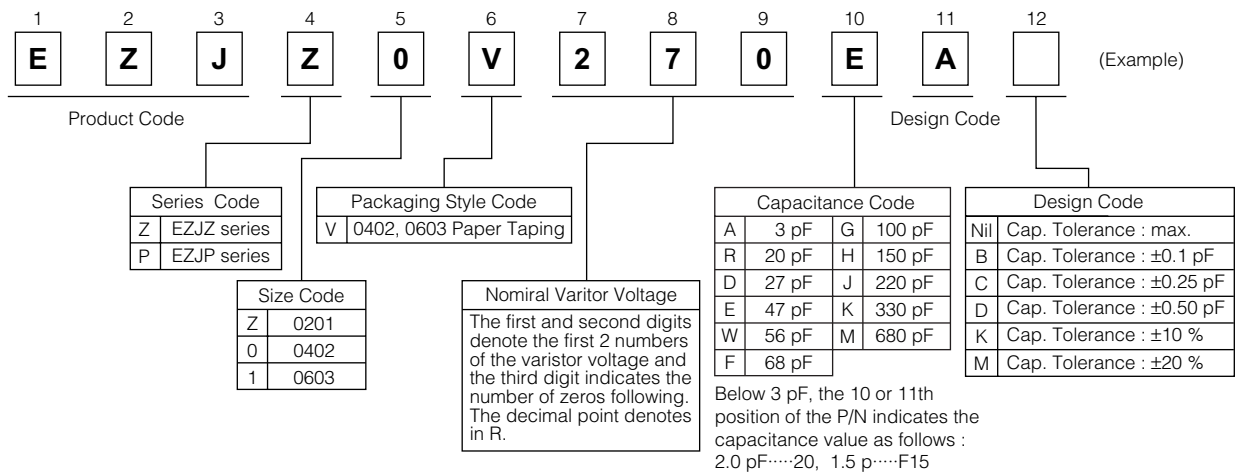 1 2 3 4 5 6 7 8 9 10 11 12
E Z J Z 0 V 2 7 0 E A (Example)
Product Code
Design Code
Series Code
Z EZJZ series
P EZJP series
Packaging Style Code
V 0402, 0603 Paper Taping
Size Code
Z 0201
0 0402
1 0603
Nomiral Varitor Voltage
The first and second digits
denote the first 2 numbers
of the varistor voltage and
the third digit indicates the
number of zeros following.
The decimal point denotes
in R.
Capacitance Code
A 3 pF G 100 pF
R 20 pF H 150 pF
D 27 pF J 220 pF
E 47 pF K 330 pF
W 56 pF M 680 pF
F 68 pF
Below 3 pF, the 10 or 11th
position of the P/N indicates the
capacitance value as follows :
2.0 pF·····20, 1.5 p·····F15
Design Code
Nil Cap. Tolerance : max.
B Cap. Tolerance : ±0.1 pF
C Cap. Tolerance : ±0.25 pF
D Cap. Tolerance : ±0.50 pF
K Cap. Tolerance : ±10 %
M Cap. Tolerance : ±20 %